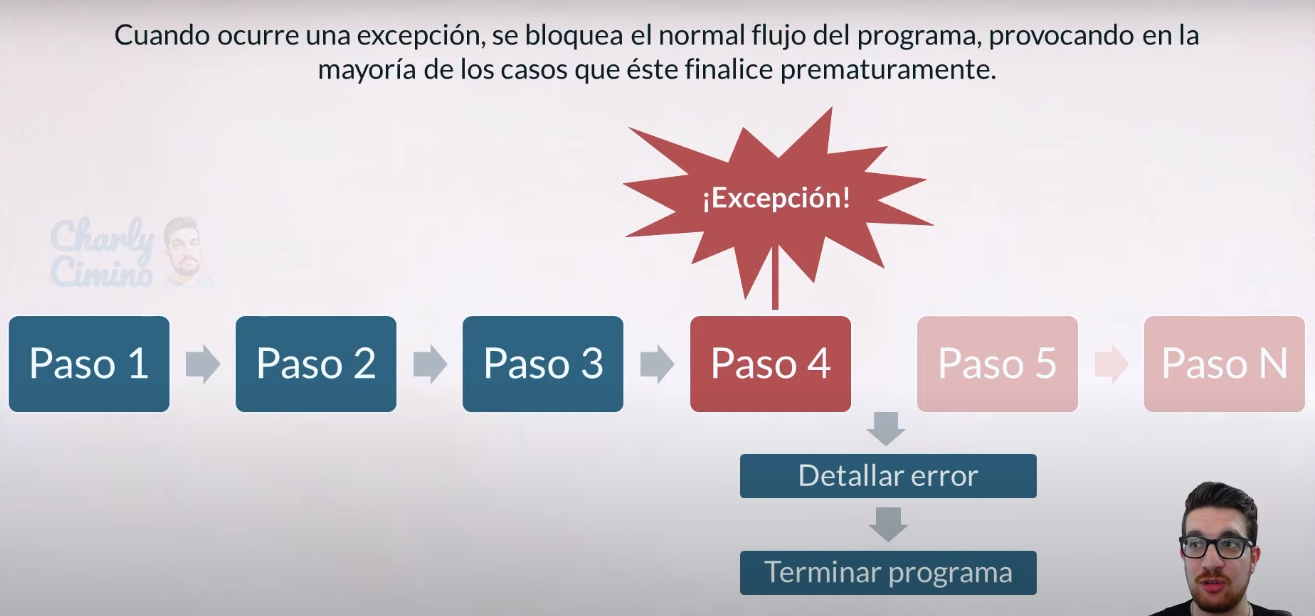 Cuando ocurre una excepción, se bloquea el normal flujo del programa, provocando en la
mayoría de los casos que éste finalice prematuramente.
¡Excepción!
Charly
Cimino
Paso 1
Paso 2
Paso 3
Paso 4
Paso 5
Paso N
Detallar error
Terminar programa